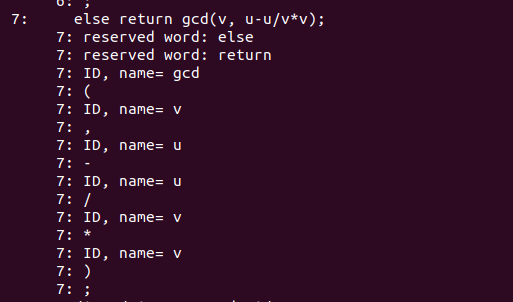 6: ;
7:      else return gcd(v, u-u/v*v);
7: reserved word: else
7: reserved word: return
7: ID, name= gcd
7: (
7: ID, name= v
7: ,
7: ID, name= u
7: -
7: ID, name= u
7: /
7: ID, name= v
7: *
7: ID, name= v
7: )
7: ;